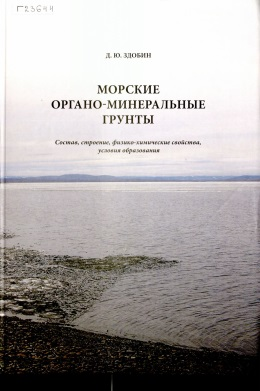 Г23644
Д. Ю. ЗДОБИН
МОРСКИЕ
ОРГАНО-МИНЕРАЛЬНЫЕ
ГРУНТЫ
Состав, строение, физико-химические свойства,
условия образования